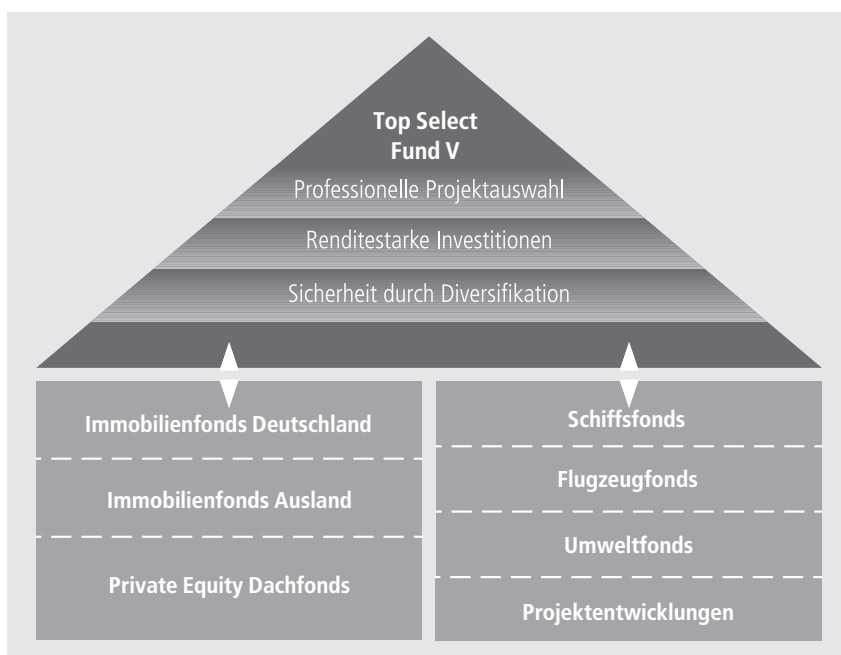 Top Select
Fund V
Professionelle Projektauswahl
Renditestarke Investitionen
Sicherheit durch Diversifikation
Immobilienfonds Deutschland
Immobilienfonds Ausland
Private Equity Dachfonds
Schiffsfonds
Flugzeugfonds
Umweltfonds
Projektentwicklungen